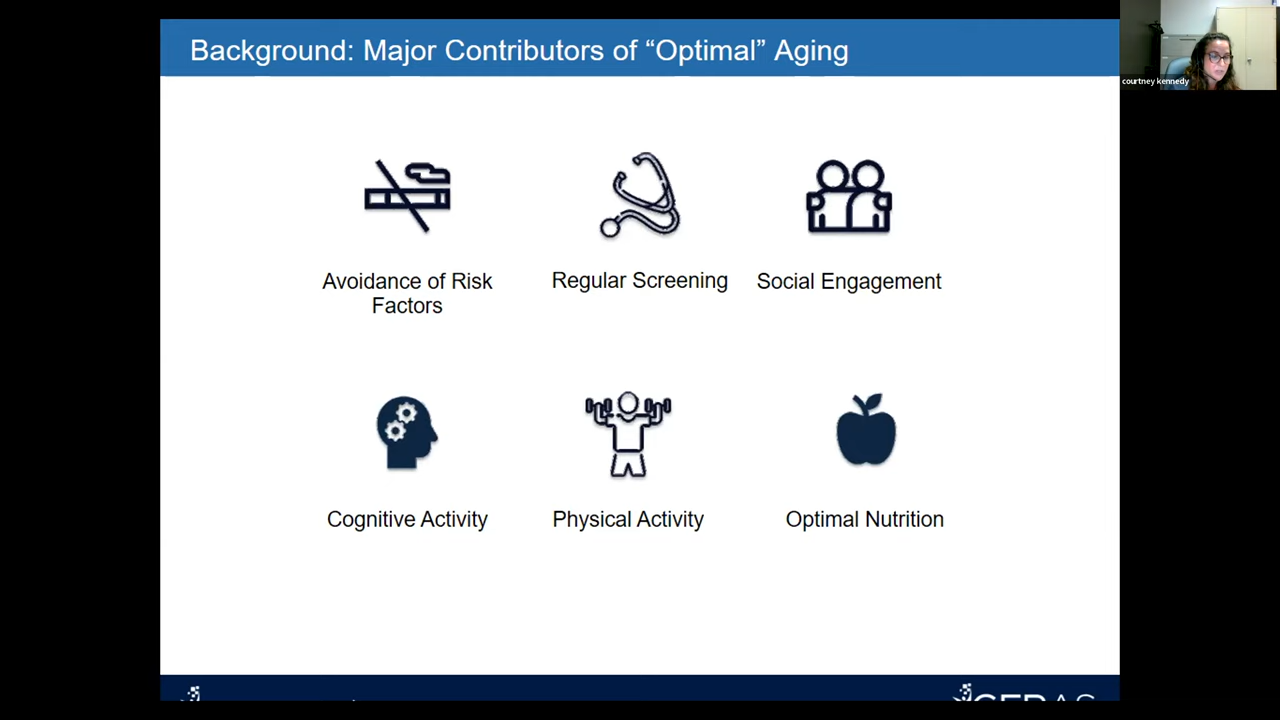 Background: Major Contributors of “Optimal” Aging
courtney kennedy
Avoidance of Risk
Factors
Regular Screening
Social Engagement
Cognitive Activity
Physical Activity
Optimal Nutrition